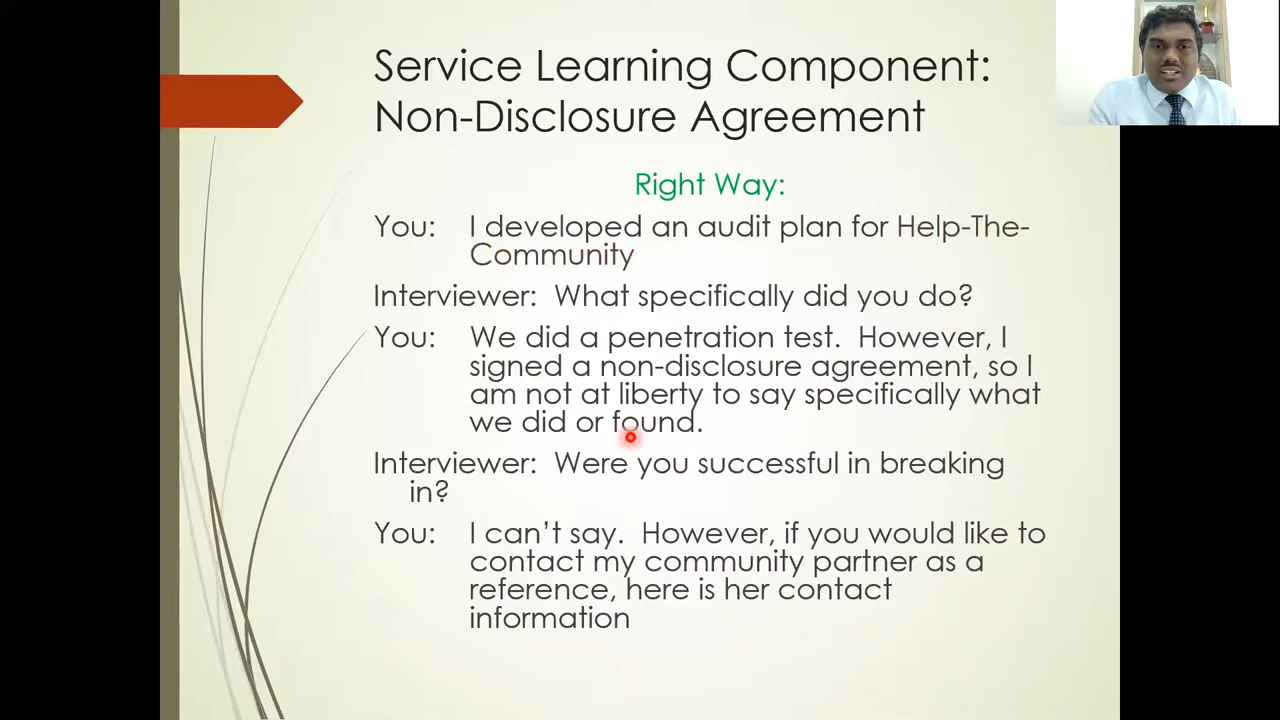 Service Learning Component:
Non-Disclosure Agreement
Right Way:
You: I developed an audit plan for Help-The-
Community
Interviewer: What specifically did you do?
You: We did a penetration test. However, I
signed a non-disclosure agreement, so I
am not at liberty to say specifically what
we did or found.
Interviewer: Were you successful in breaking
in?
You: I can’t say. However, if you would like to
contact my community partner as a
reference, here is her contact
information